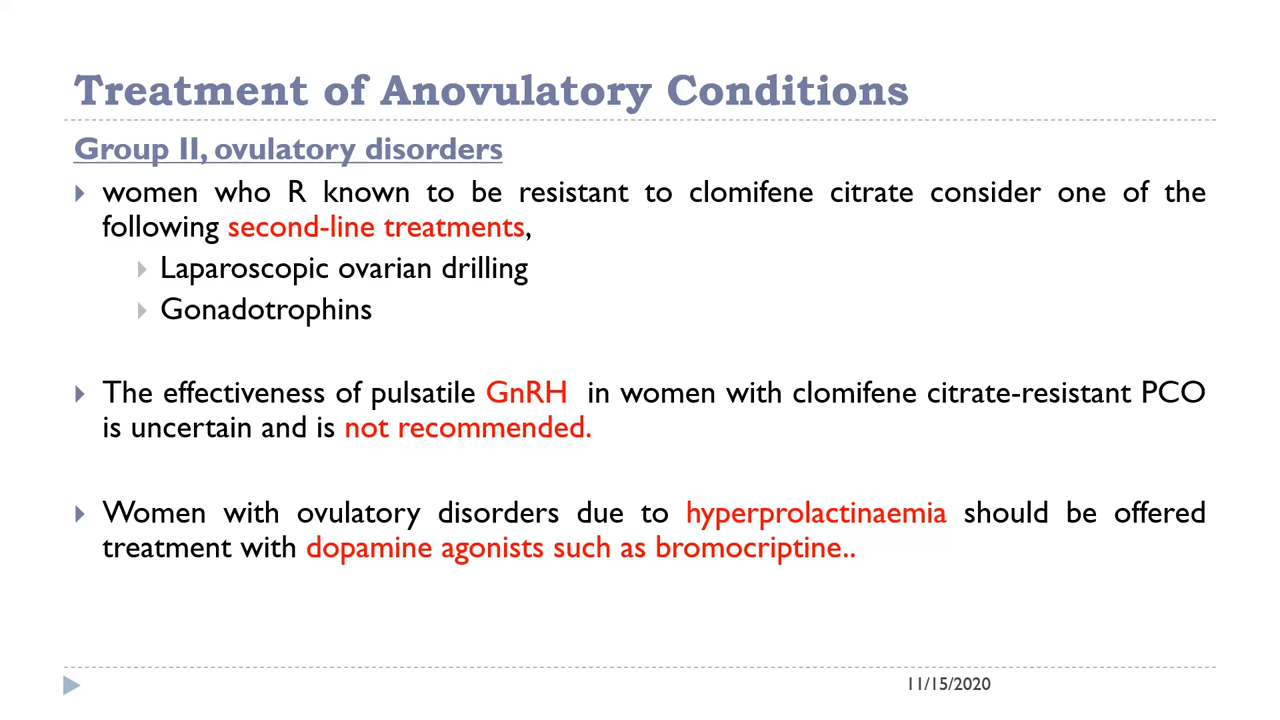 Treatment of Anovulatory Conditions
Group II, ovulatory disorders
women who R known to be resistant to clomifene citrate consider one of the
following second-line treatments,
Laparoscopic ovarian drilling
Gonadotrophins
The effectiveness of pulsatile GnRH in women with clomifene citrate-resistant PCO
is uncertain and is not recommended.
Women with ovulatory disorders due to hyperprolactinaemia should be offered
treatment with dopamine agonists such as bromocriptine..
11/15/2020